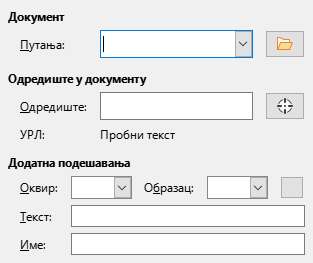 Документ
Путања:
Одредиште у документу
Одредиште:
УРЛ: Пробни текст
Додатна подешавања
Оквир: Образац:
Текст:
Име: